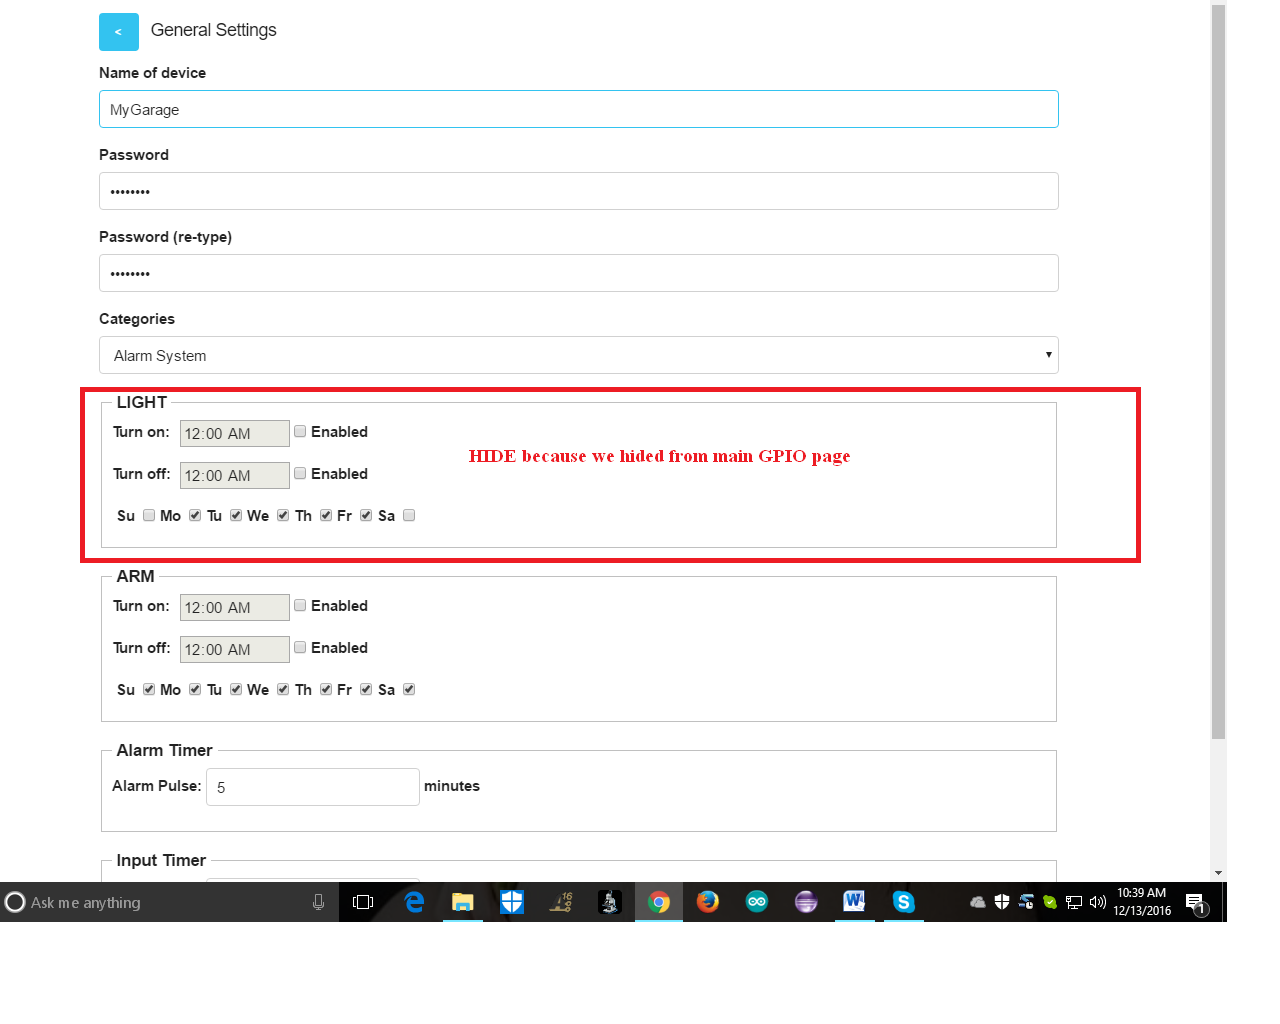 < General Settings
Name of device
MyGarage
Password
••••••••
Password (re-type)
••••••••
Categories
Alarm System
LIGHT
Turn on: 12:00 AM Enabled
HIDE because we hided from main GPIO page
Turn off: 12:00 AM Enabled
Su Mo Tu We Th Fr Sa
ARM
Turn on: 12:00 AM Enabled
Turn off: 12:00 AM Enabled
Su Mo Tu We Th Fr Sa
Alarm Timer
Alarm Pulse: 5 minutes
Input Timer
Ask me anything
16
10:39 AM
12/13/2016
1